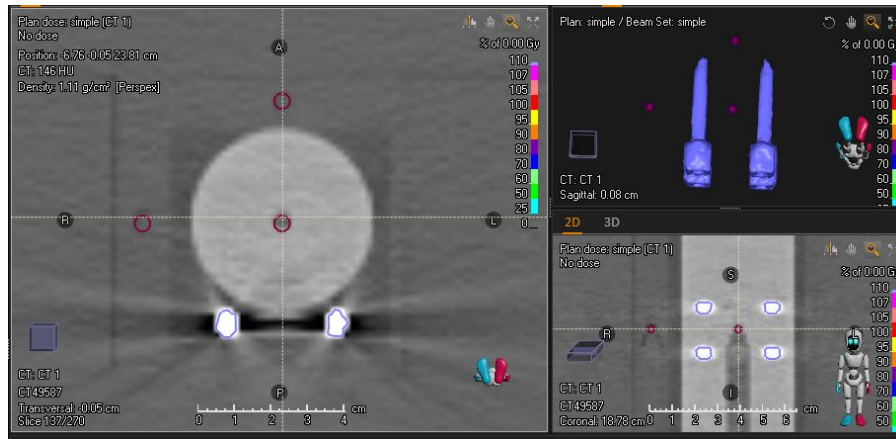 Plan dose: simple (CT 1)
No dose
Position: -6.76 -0.05 23.81 cm
CT: 146 HU
Density: 1.11 g/cm³ [Perspex]
A
R
L
P
% of 0.00 Gy
110
107
105
100
95
90
80
70
60
50
25
0
CT: CT 1
CT49587
Transversal: -0.05 cm
Slice 137/270
0 1 2 3 4 cm
Plan: simple / Beam Set: simple
% of 0.00 G
110
107
105
100
95
90
80
70
60
50
CT: CT 1
Sagittal: 0.08 cm
2D 3D
Plan dose: simple (CT 1)
No dose
S
R
I
% of 0.00 G
110
107
105
100
95
90
80
70
60
50
CT: CT 1
CT49587
Coronal: 18.78 cm
0 1 2 3 4 5 6 cm